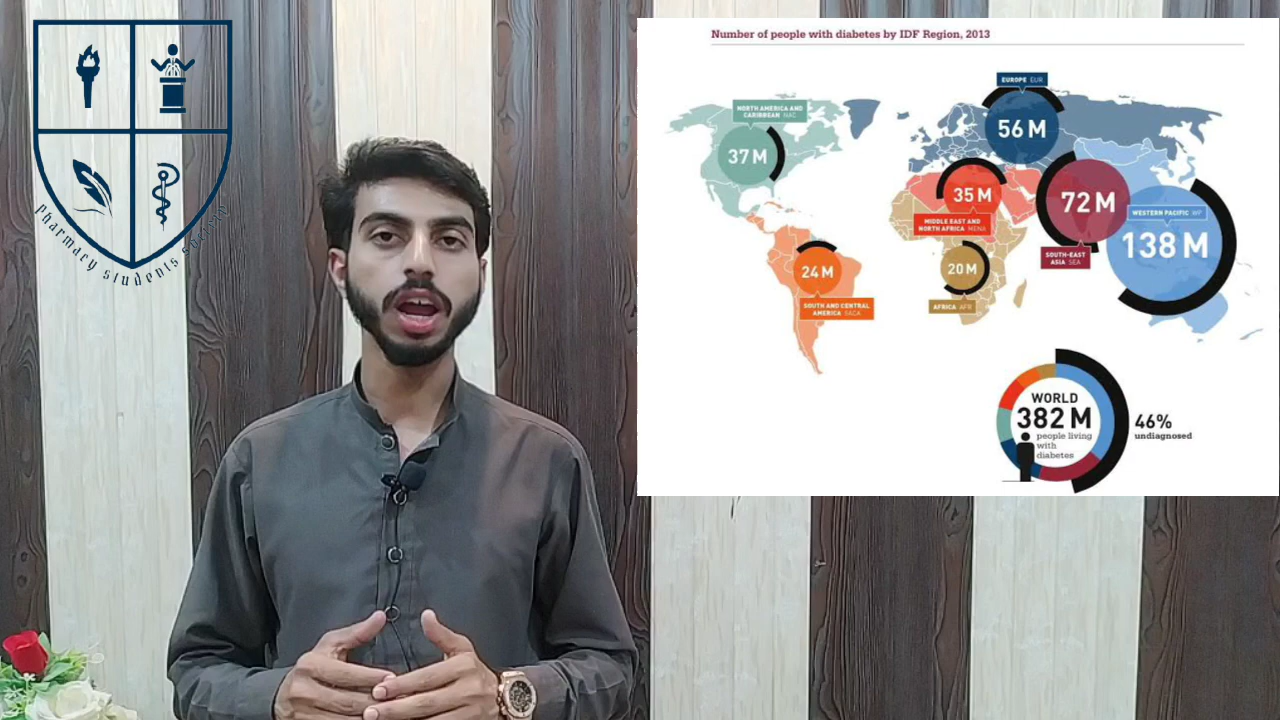 pharmacy students society
Number of people with diabetes by IDF Region, 2013
EUROPE EUR
56 M
NORTH AMERICA AND
CARIBBEAN NAC
37 M
35 M
MIDDLE EAST AND
NORTH AFRICA MENA
72 M
SOUTH-EAST
ASIA SEA
WESTERN PACIFIC WP
138 M
24 M
SOUTH AND CENTRAL
AMERICA SACA
20 M
AFRICA AFR
WORLD
382 M
people living
with
diabetes
46%
undiagnosed